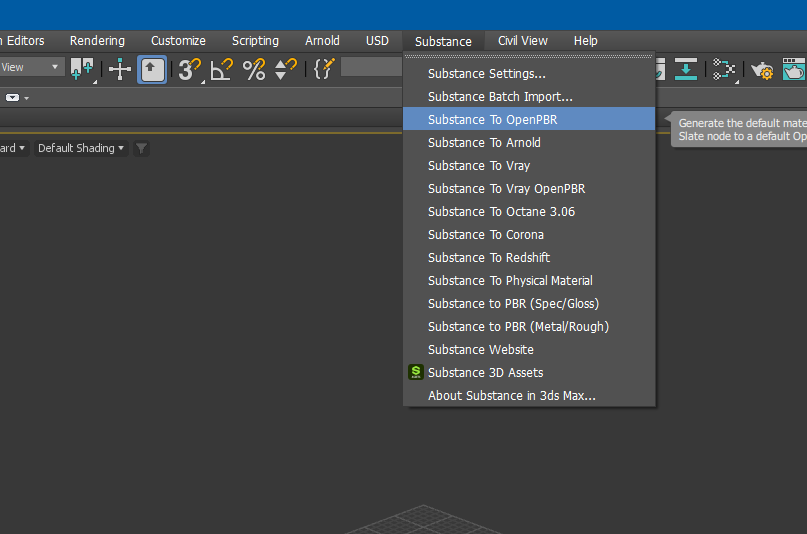 n Editors Rendering Customize Scripting Arnold USD Substance Civil View Help
View
Substance Settings...
Substance Batch Import...
Substance To OpenPBR
Generate the default mate
Slate node to a default Op
Substance To Arnold
ard Default Shading
Substance To Vray
Substance To Vray OpenPBR
Substance To Octane 3.06
Substance To Corona
Substance To Redshift
Substance To Physical Material
Substance to PBR (Spec/Gloss)
Substance to PBR (Metal/Rough)
Substance Website
Substance 3D Assets
About Substance in 3ds Max...